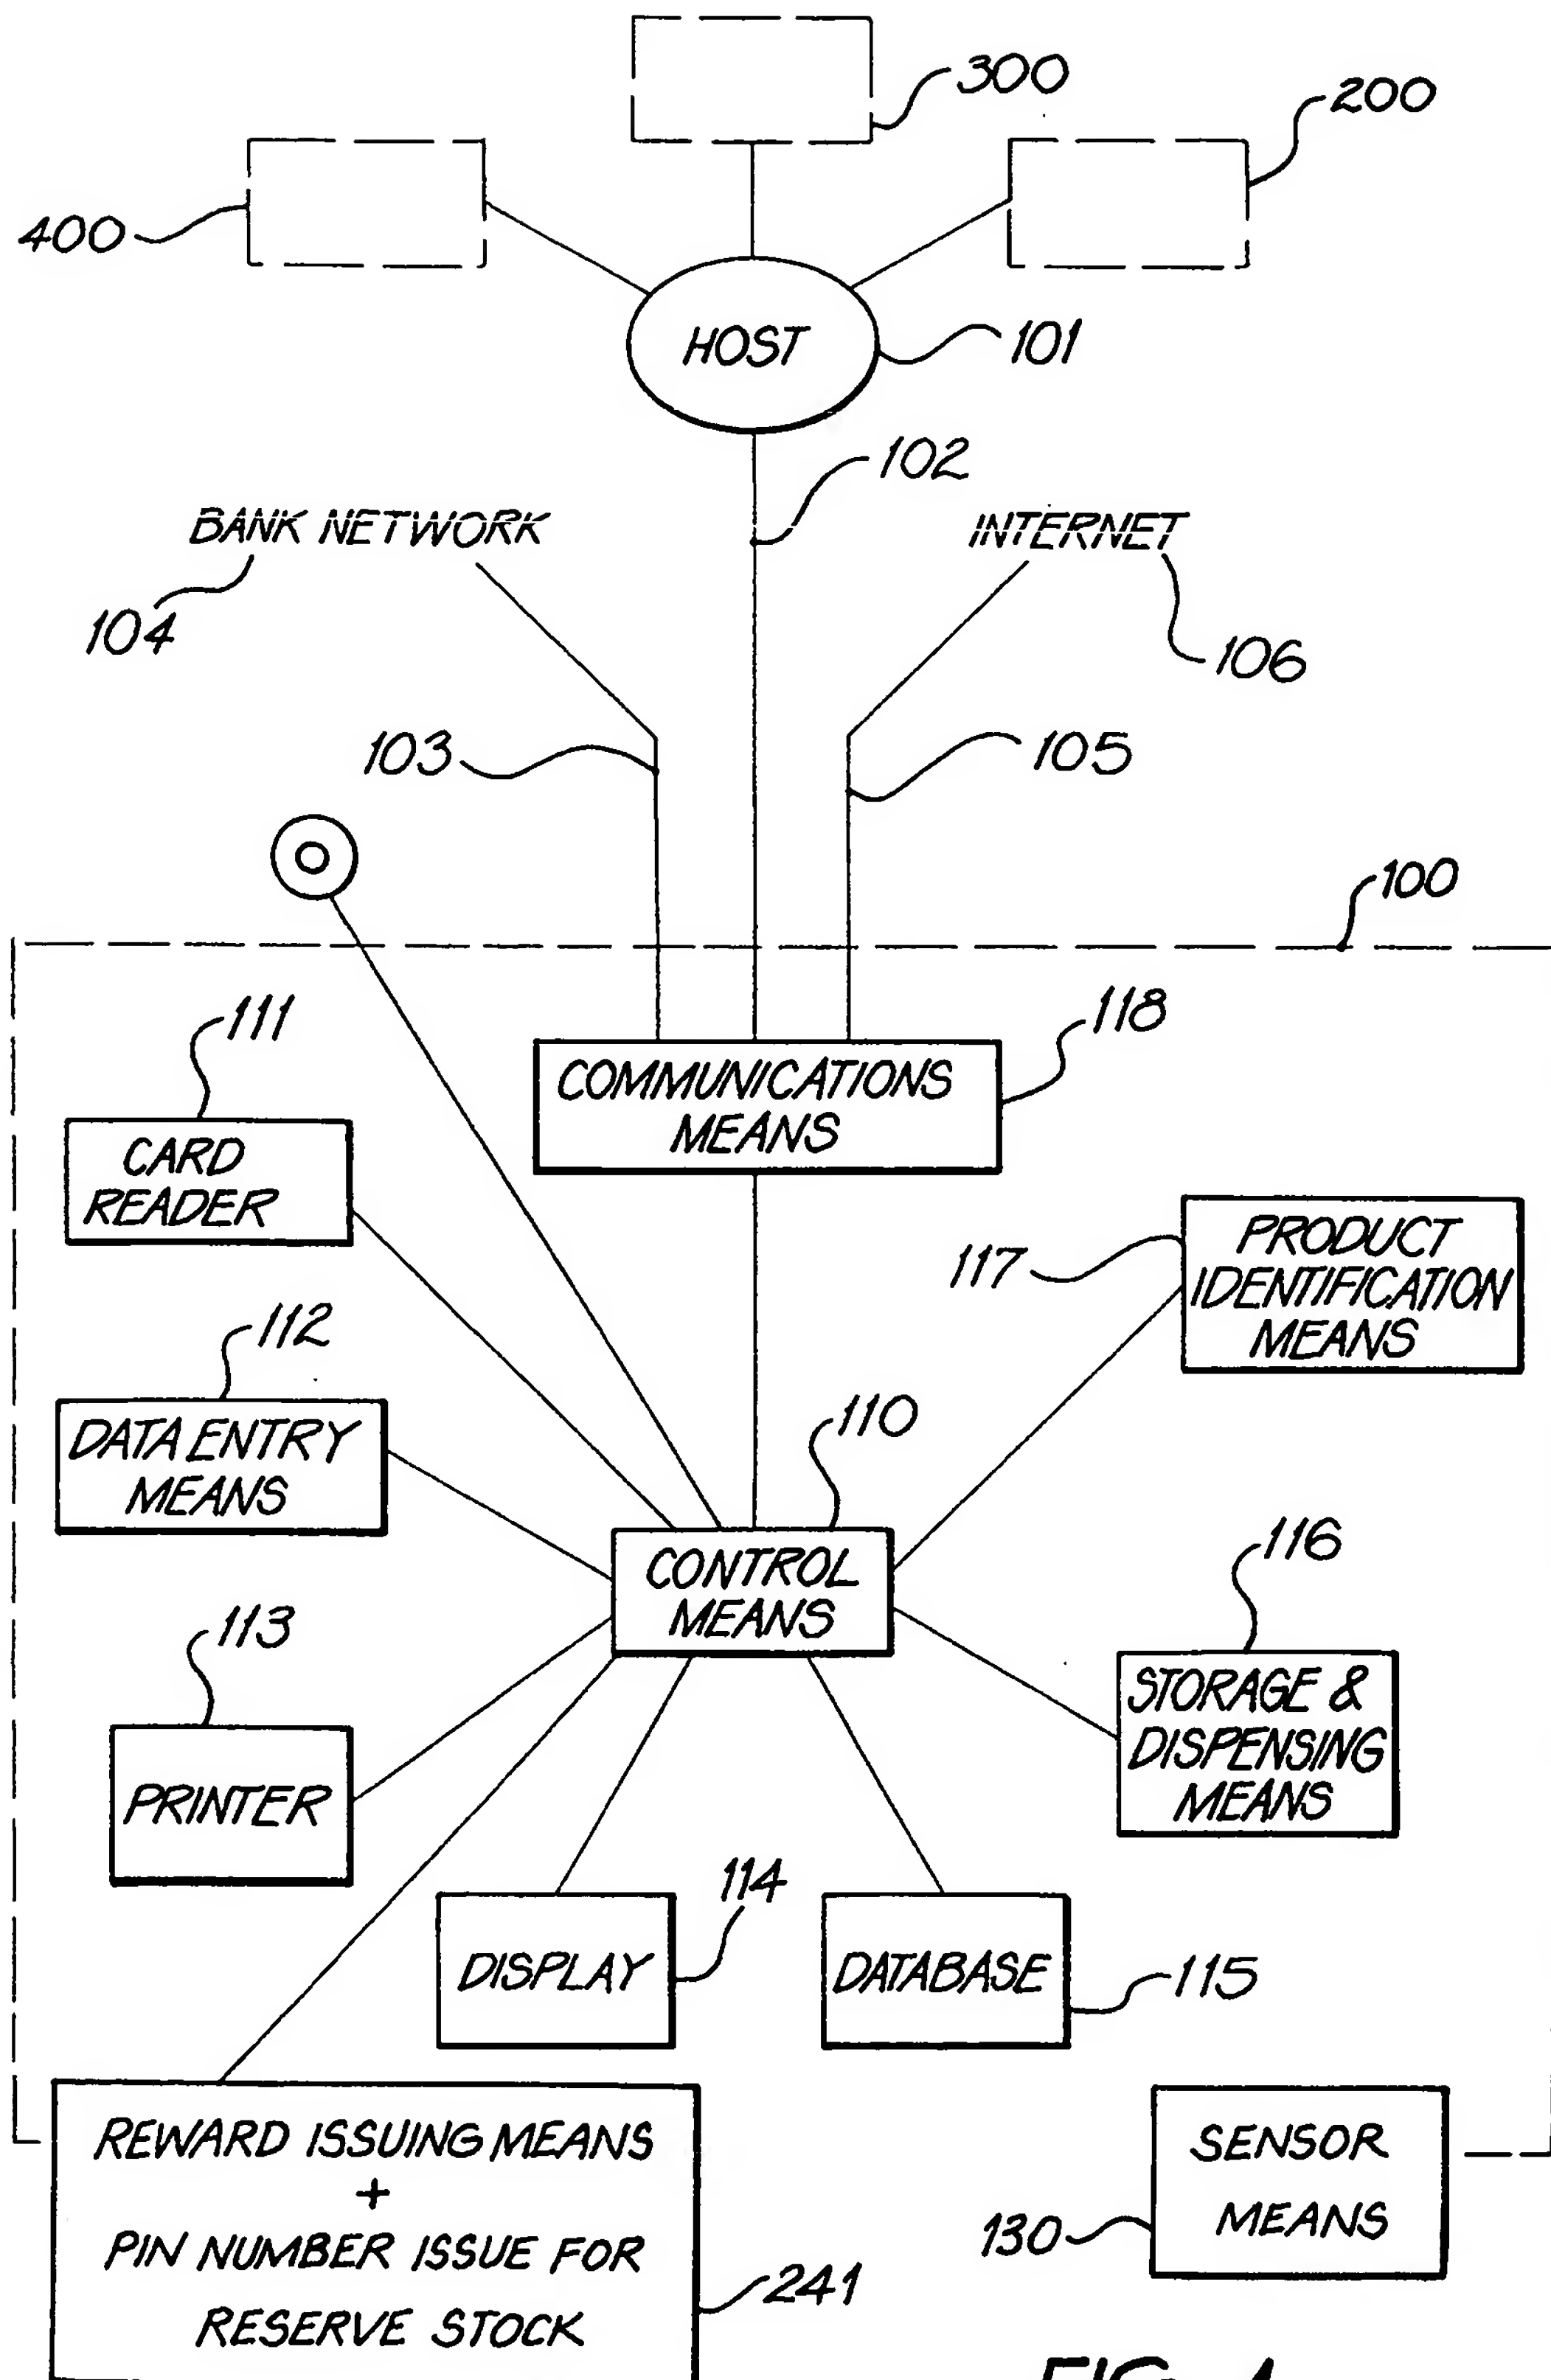 300
200
400
HOST
101
102
BANK NETWORK
INTERNET
104
106
103
105
100
111
118
COMMUNICATIONS
MEANS
CARD
READER
117
PRODUCT
IDENTIFICATION
MEANS
112
DATA ENTRY
MEANS
110
CONTROL
MEANS
116
113
STORAGE &
DISPENSING
MEANS
PRINTER
114
DISPLAY
DATABASE
115
REWARD ISSUING MEANS
+
PIN NUMBER ISSUE FOR
RESERVE STOCK
241
SENSOR
MEANS
130